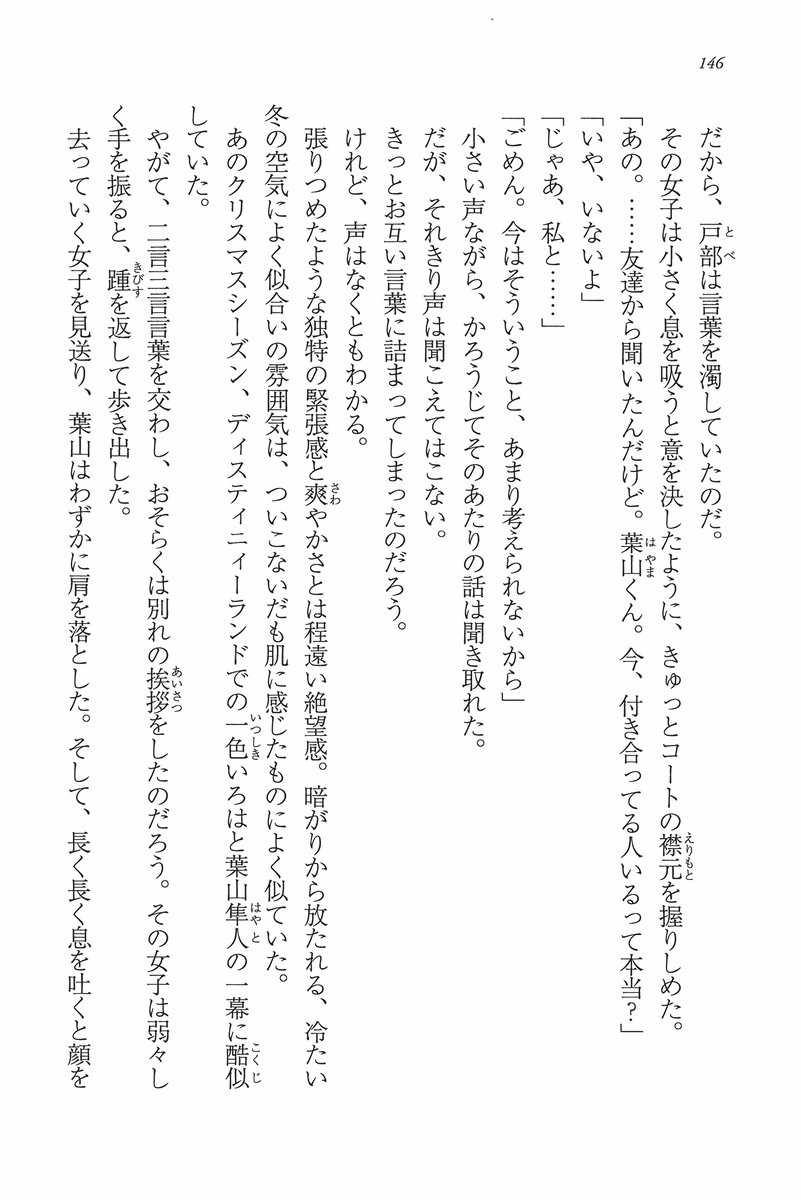 146
だから、戸部は言葉を濁していたのだ。
その女子は小さく息を吸うと意を決したように、きゅっとコートの襟元を握りしめた。
「あの。……友達から聞いたんだけど。葉山くん。今、付き合ってる人いるって本当？」
「いや、いないよ」
「じゃあ、私と……」
「ごめん。今はそういうこと、あまり考えられないから」
小さい声ながら、かろうじてそのあたりの話は聞き取れた。
だが、それきり声は聞こえてはこない。
きっとお互い言葉に詰まってしまったのだろう。
けれど、声はなくともわかる。
張りつめたような独特の緊張感と爽やかさとは程遠い絶望感。暗がりから放たれる、冷たい
冬の空気によく似合いの雰囲気は、ついこないだも肌に感じたものによく似ていた。
あのクリスマスシーズン、ディスティニィーランドでの一色いろはと葉山隼人の一幕に酷似
していた。
やがて、二言三言言葉を交わし、おそらくは別れの挨拶をしたのだろう。その女子は弱々し
く手を振ると、踵を返して歩き出した。
去っていく女子を見送り、葉山はわずかに肩を落とした。そして、長く長く息を吐くと顔を